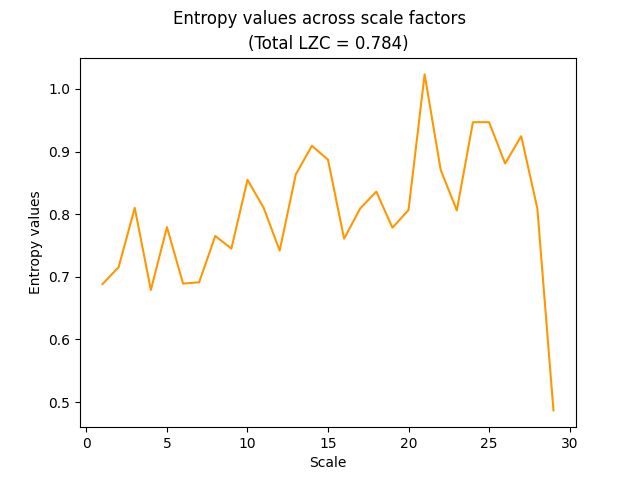 Entropy values across scale factors
(Total LZC = 0.784)
1.0
0.9
0.8
0.7
0.6
0.5
Entropy values
0 5 10 15 20 25 30
Scale